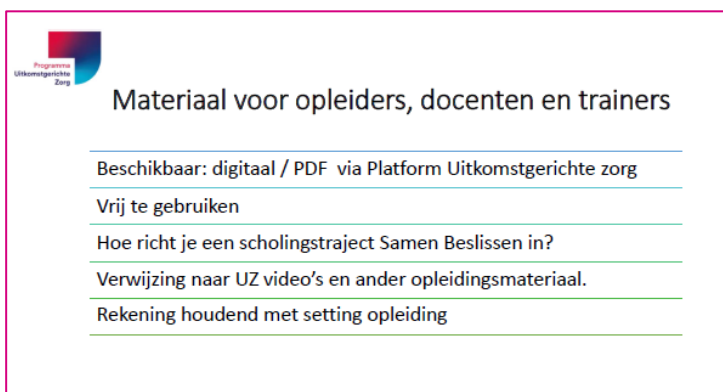 Programma
Uitkomstgerichte
Zorg
Materiaal voor opleiders, docenten en trainers
Beschikbaar: digitaal / PDF via Platform Uitkomstgerichte zorg
Vrij te gebruiken
Hoe richt je een scholingstraject Samen Beslissen in?
Verwijzing naar UZ video’s en ander opleidingsmateriaal.
Rekening houdend met setting opleiding